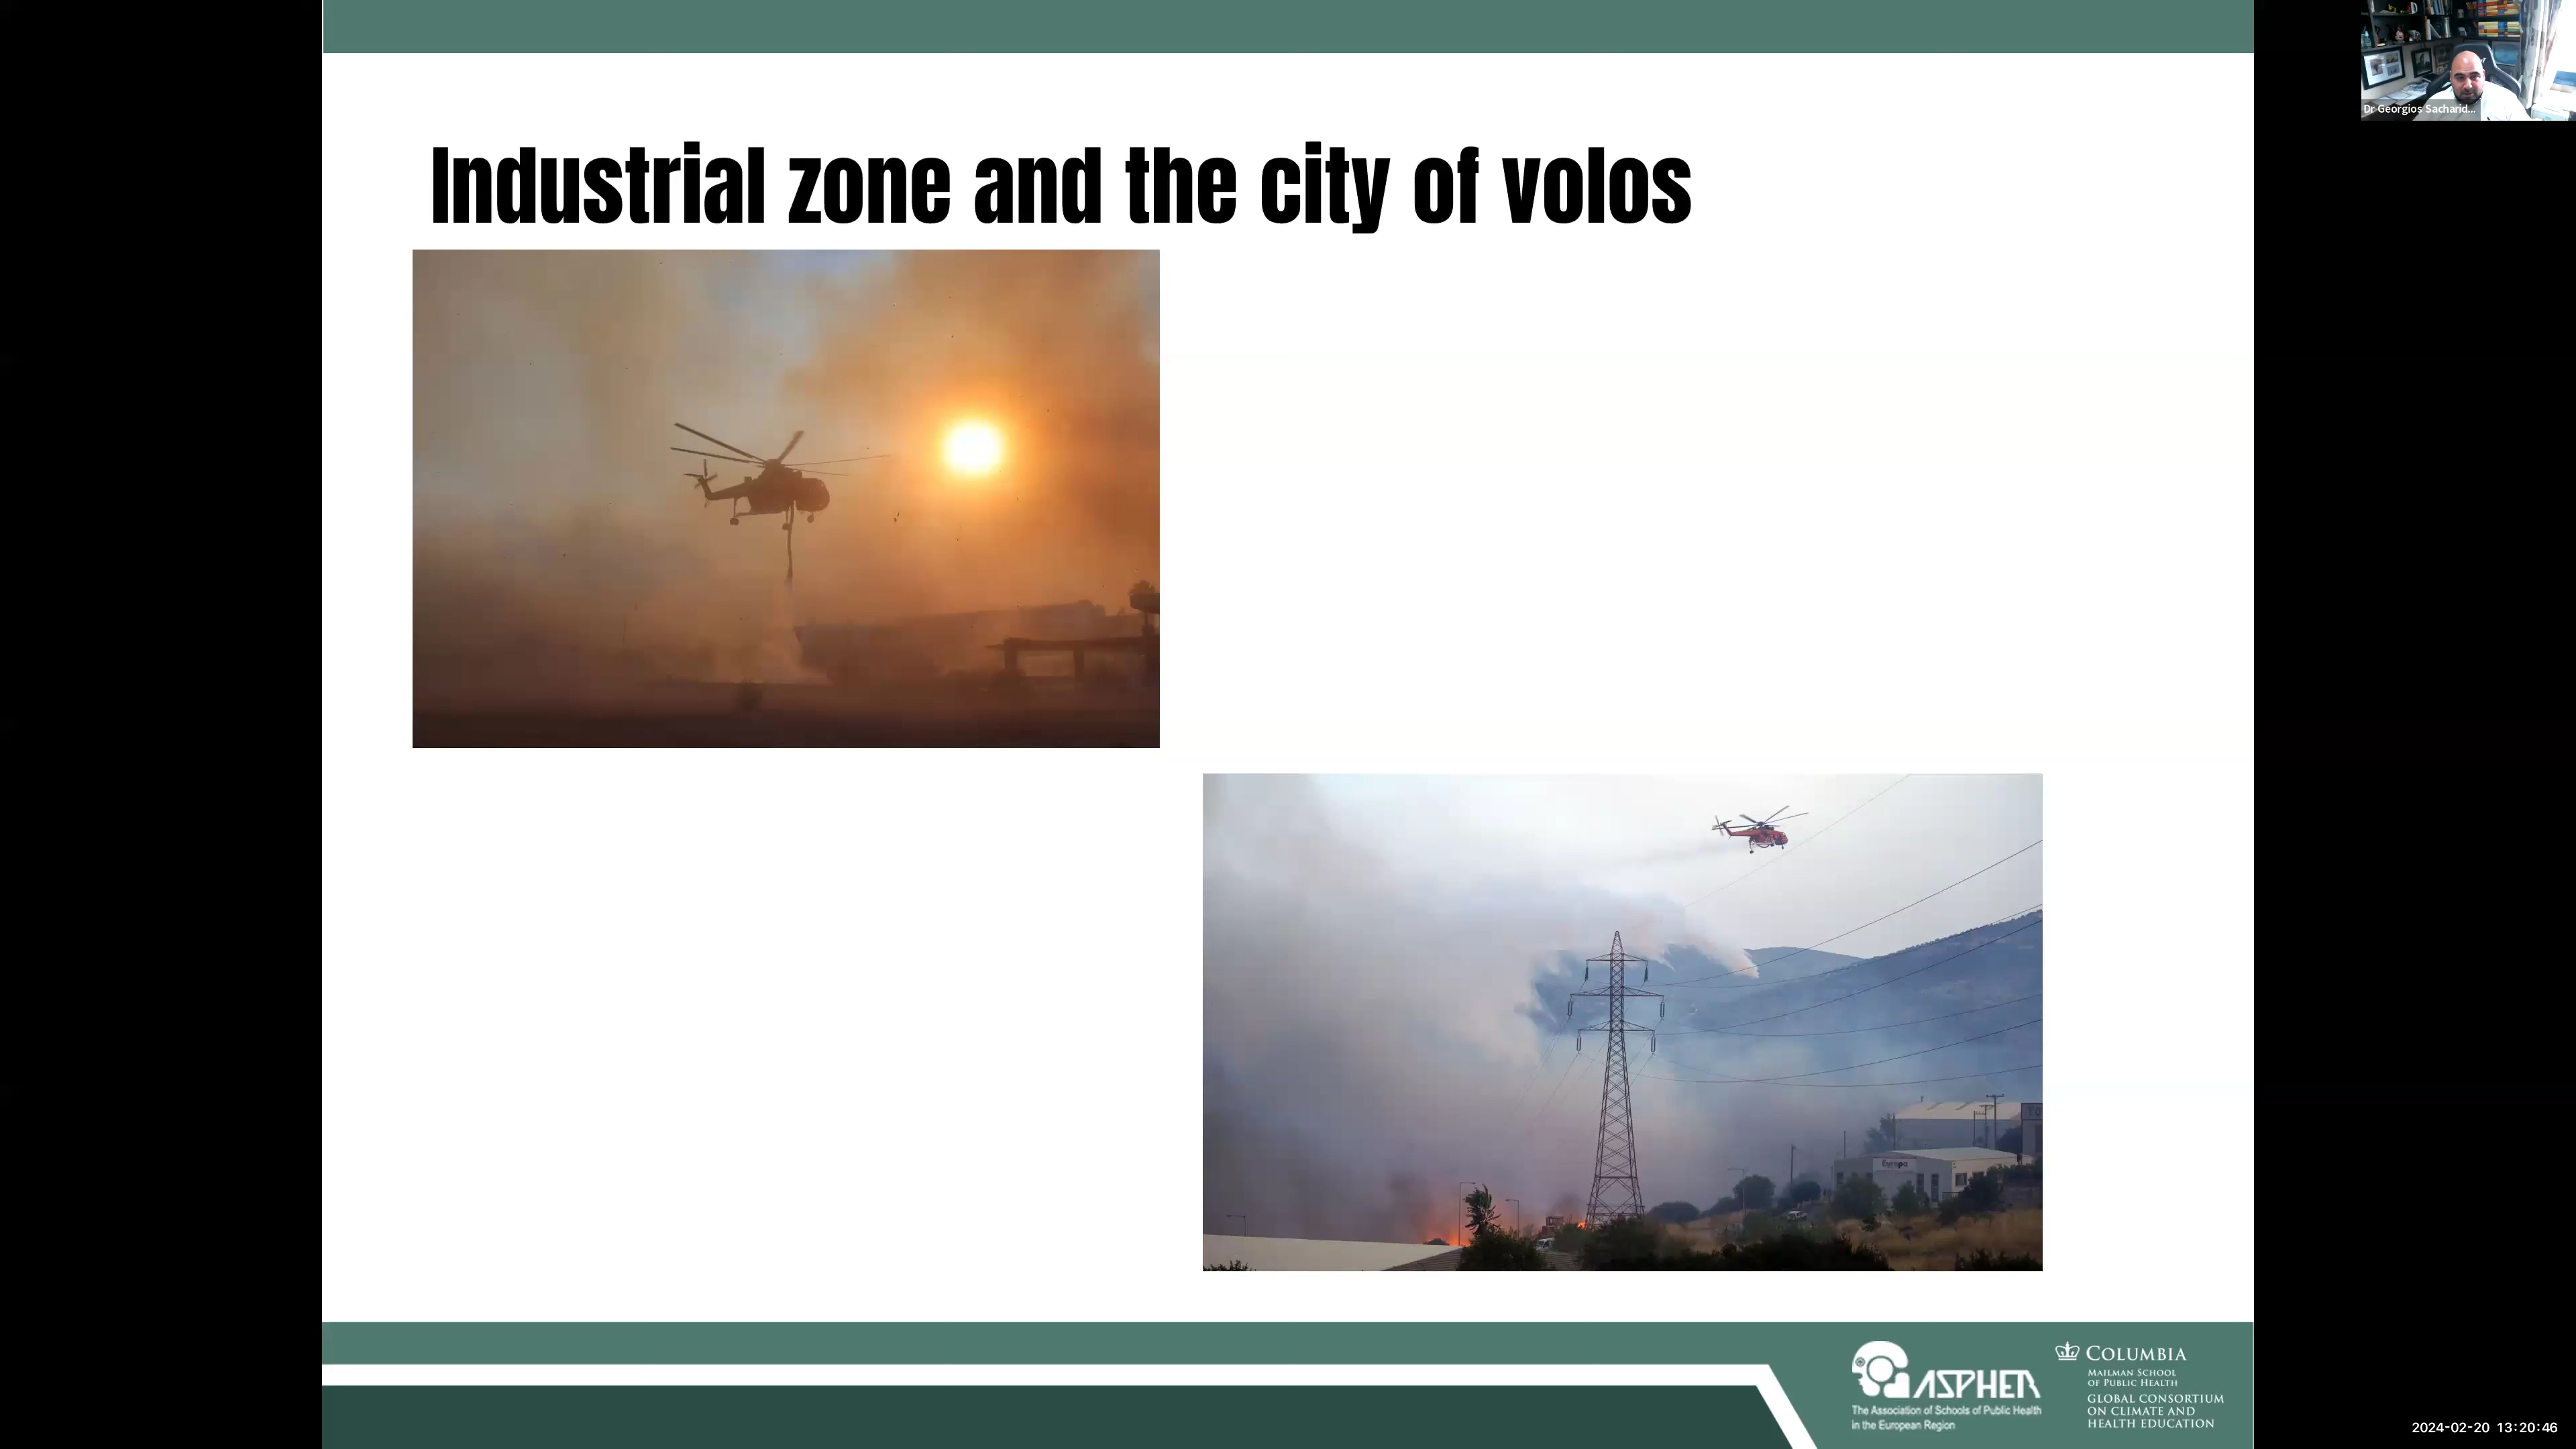 Dr Georgios Sacharid...
Industrial zone and the city of volos
Europa
ASPHER
The Association of Schools of Public Health
in the European Region
COLUMBIA
MAILMAN SCHOOL
OF PUBLIC HEALTH
GLOBAL CONSORTIUM
ON CLIMATE AND
HEALTH EDUCATION
2024-02-20 13:20:46